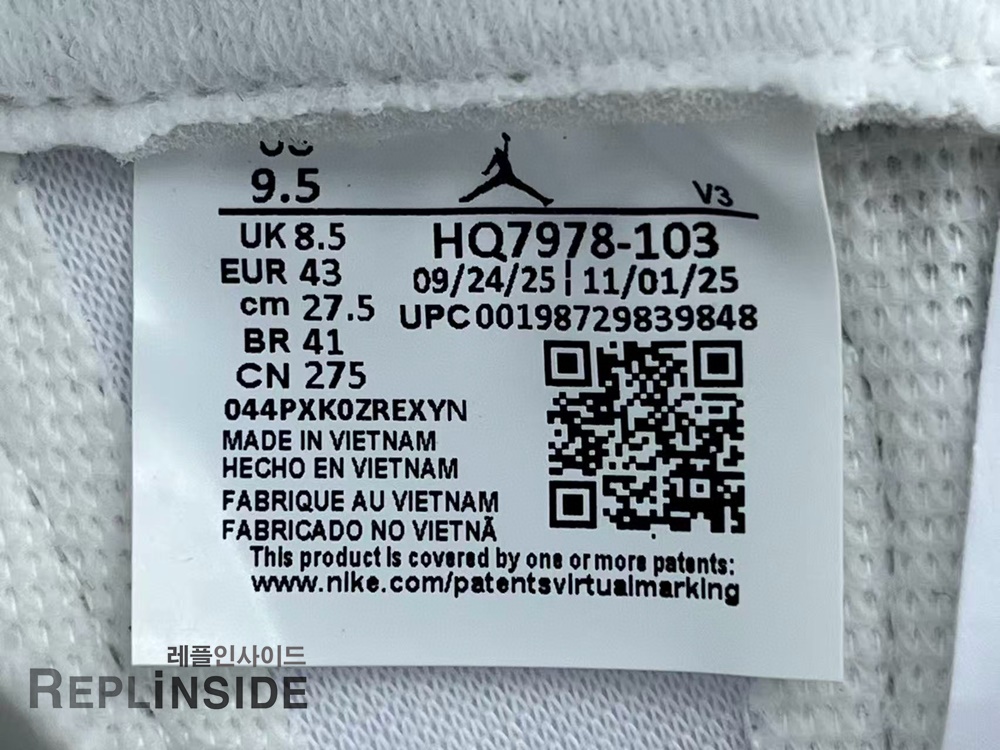 US
9.5
V3
UK 8.5
EUR 43
cm 27.5
BR 41
CN 275
HQ7978-103
09/24/25 | 11/01/25
UPC00198729839848
044PXK0ZREXYN
MADE IN VIETNAM
HECHO EN VIETNAM
FABRIQUE AU VIETNAM
FABRICADO NO VIETNÃ
This product is covered by one or more patents:
www.nike.com/patentsvirtualmarking
레플인사이드
REPLINSIDE